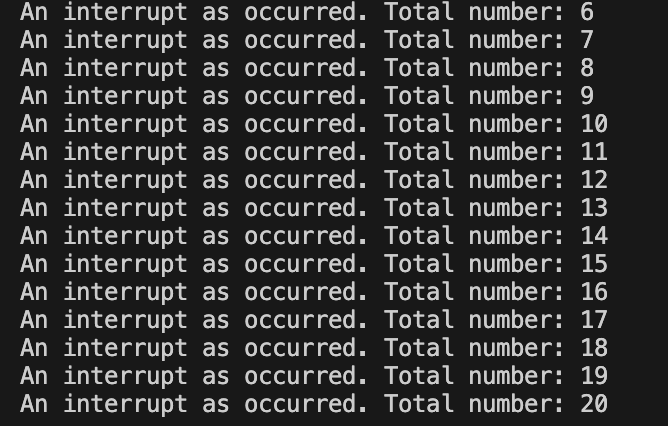 An interrupt as occurred. Total number: 6
An interrupt as occurred. Total number: 7
An interrupt as occurred. Total number: 8
An interrupt as occurred. Total number: 9
An interrupt as occurred. Total number: 10
An interrupt as occurred. Total number: 11
An interrupt as occurred. Total number: 12
An interrupt as occurred. Total number: 13
An interrupt as occurred. Total number: 14
An interrupt as occurred. Total number: 15
An interrupt as occurred. Total number: 16
An interrupt as occurred. Total number: 17
An interrupt as occurred. Total number: 18
An interrupt as occurred. Total number: 19
An interrupt as occurred. Total number: 20